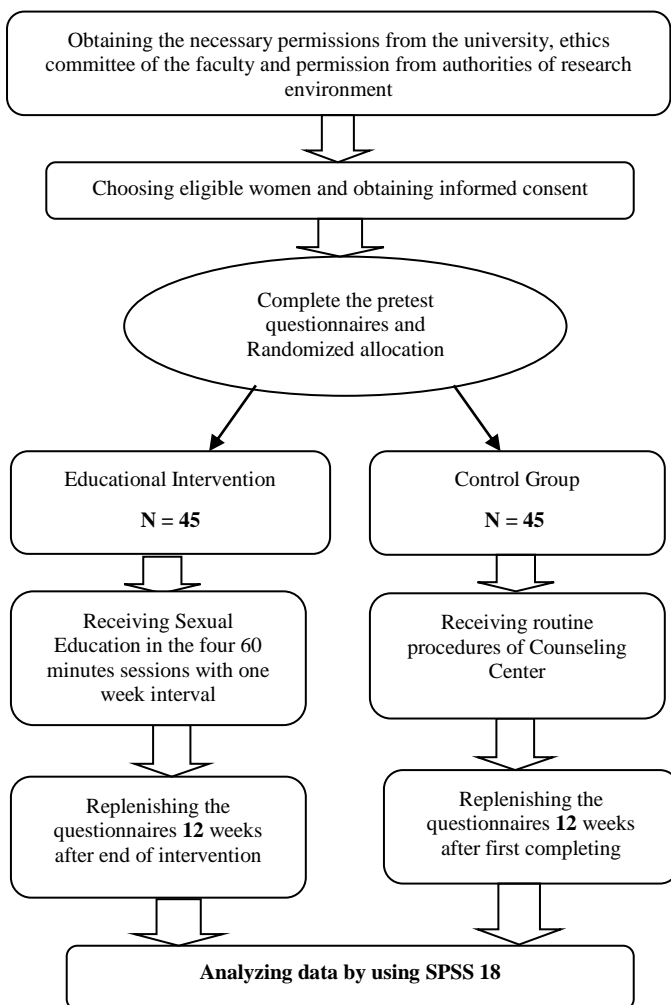 Obtaining the necessary permissions from the university, ethics
committee of the faculty and permission from authorities of research
environment
Choosing eligible women and obtaining informed consent
Complete the pretest
questionnaires and
Randomized allocation
Educational Intervention
N = 45
Control Group
N = 45
Receiving Sexual
Education in the four 60
minutes sessions with one
week interval
Receiving routine
procedures of Counseling
Center
Replenishing the
questionnaires 12 weeks
after end of intervention
Replenishing the
questionnaires 12 weeks
after first completing
Analyzing data by using SPSS 18